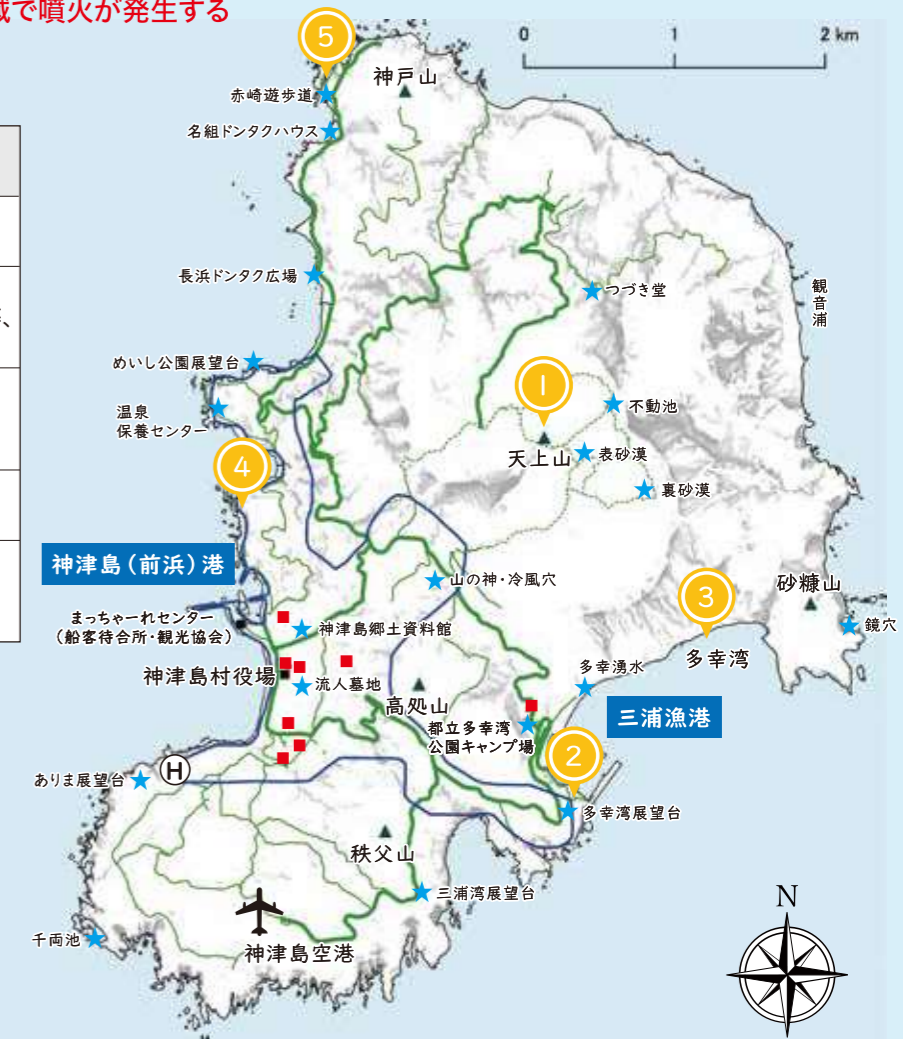 域で噴火が発生する
0 1 2 km
5
神戸山
赤崎遊歩道
名組ドンタクハウス
長浜ドンタク広場
つづき堂
観音浦
めいし公園展望台
1
不動池
温泉
保養センター
天上山
表砂漠
4
裏砂漠
神津島(前浜)港
山の神・冷風穴
3
砂糠山
まっちゃーれセンター
(船客待合所・観光協会)
神津島郷土資料館
鏡穴
多幸湾
多幸湧水
神津島村役場
流人墓地
高処山
三浦漁港
都立多幸湾
公園キャンプ場
2
H
ありま展望台
多幸湾展望台
秩父山
三浦湾展望台
N
千両池
神津島空港